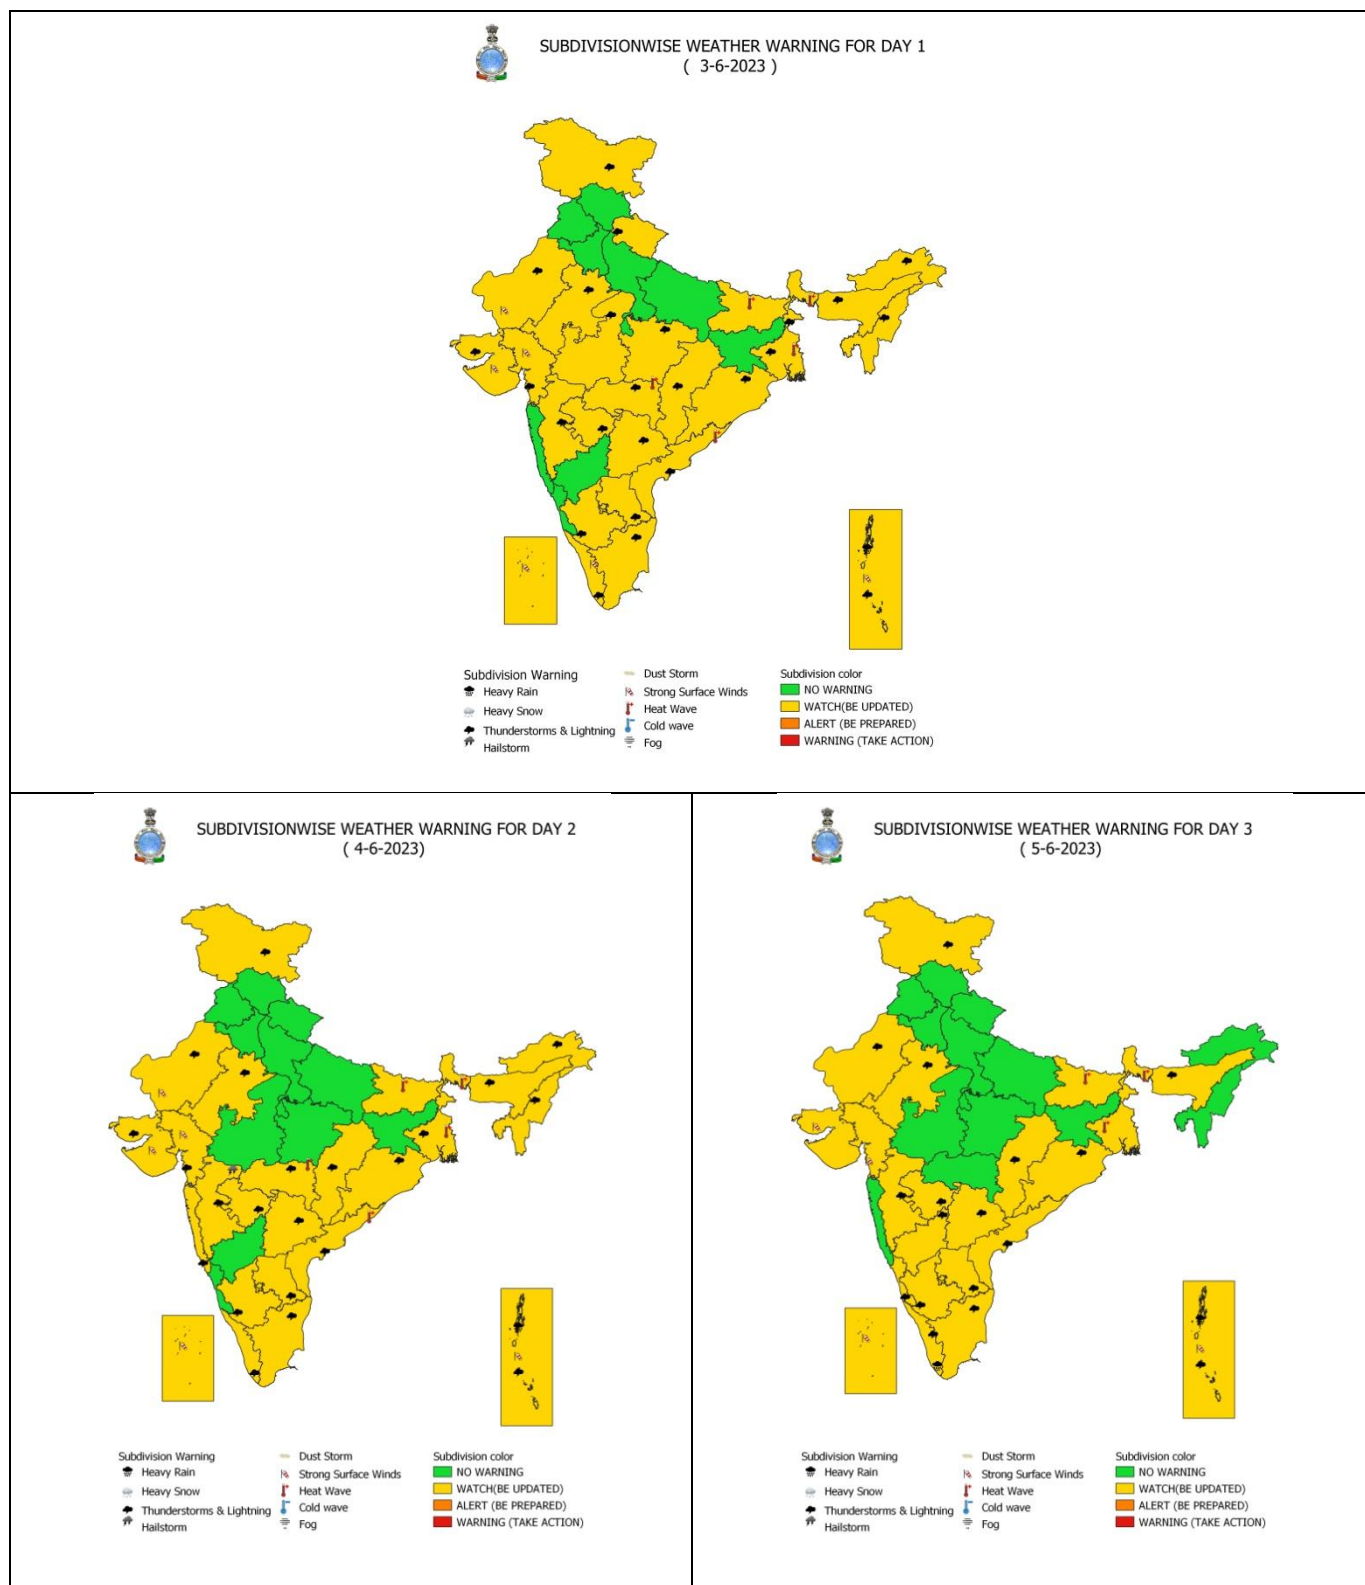 SUBDIVISIONWISE WEATHER WARNING FOR DAY 1
( 3-6-2023 )
Subdivision Warning
Heavy Rain
Heavy Snow
Thunderstorms & Lightning
Hailstorm
Dust Storm
Strong Surface Winds
Heat Wave
Cold wave
Fog
Subdivision color
NO WARNING
WATCH(BE UPDATED)
ALERT (BE PREPARED)
WARNING (TAKE ACTION)
SUBDIVISIONWISE WEATHER WARNING FOR DAY 2
( 4-6-2023)
Subdivision Warning
Heavy Rain
Heavy Snow
Thunderstorms & Lightning
Hailstorm
Dust Storm
Strong Surface Winds
Heat Wave
Cold wave
Fog
Subdivision color
NO WARNING
WATCH(BE UPDATED)
ALERT (BE PREPARED)
WARNING (TAKE ACTION)
SUBDIVISIONWISE WEATHER WARNING FOR DAY 3
( 5-6-2023)
Subdivision Warning
Heavy Rain
Heavy Snow
Thunderstorms & Lightning
Hailstorm
Dust Storm
Strong Surface Winds
Heat Wave
Cold wave
Fog
Subdivision color
NO WARNING
WATCH(BE UPDATED)
ALERT (BE PREPARED)
WARNING (TAKE ACTION)